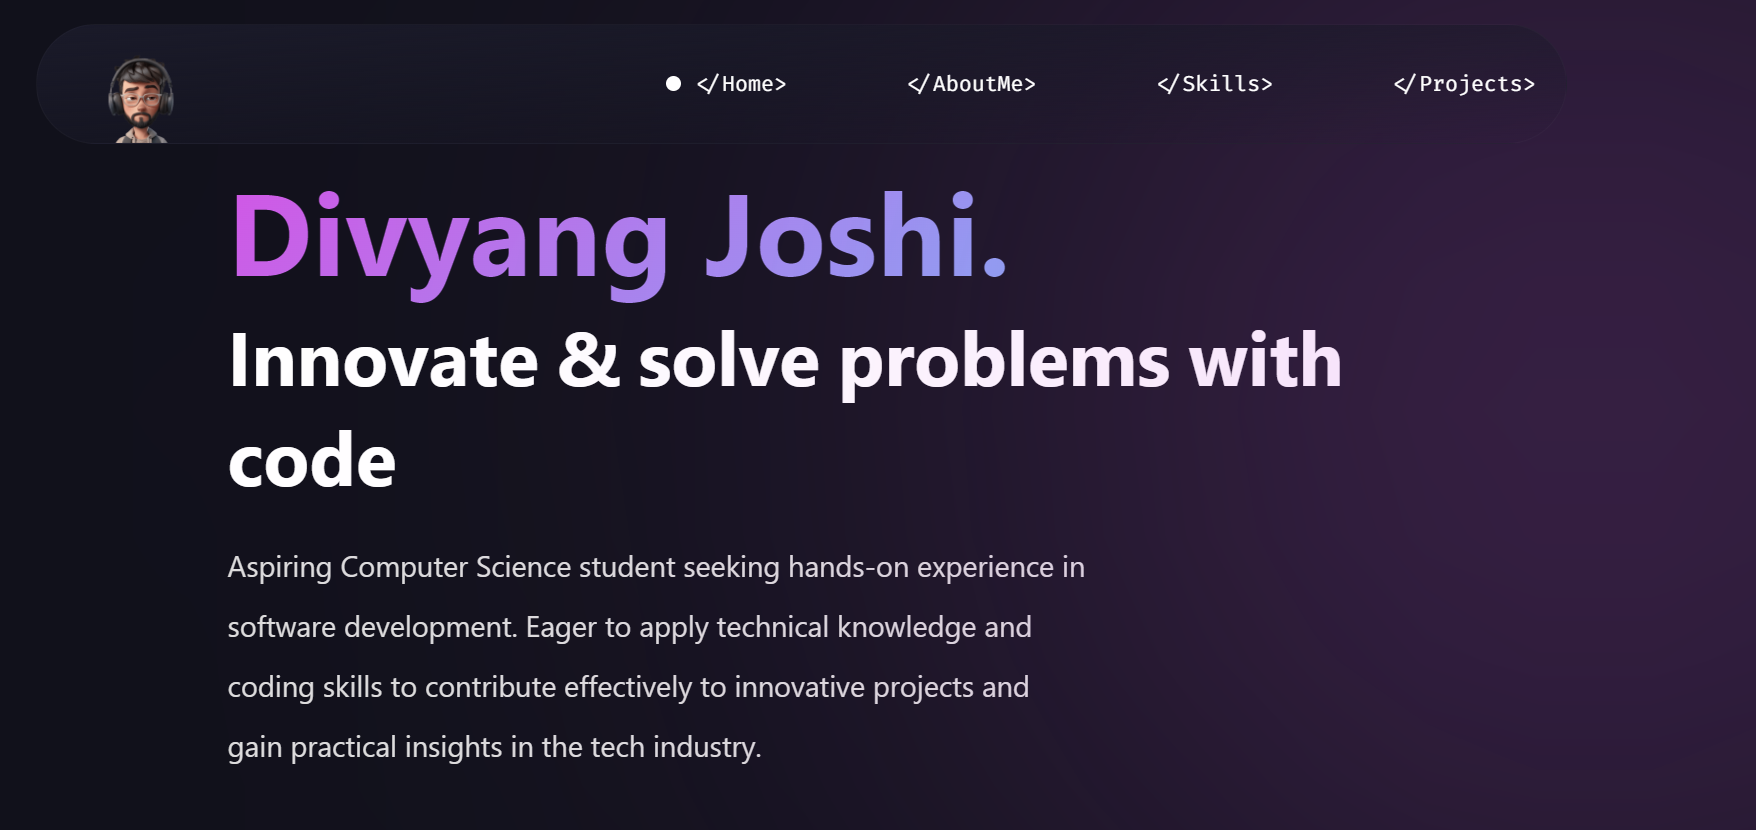 </Home> </AboutMe> </Skills> </Projects>
Divyang Joshi.
Innovate & solve problems with
code
Aspiring Computer Science student seeking hands-on experience in
software development. Eager to apply technical knowledge and
coding skills to contribute effectively to innovative projects and
gain practical insights in the tech industry.